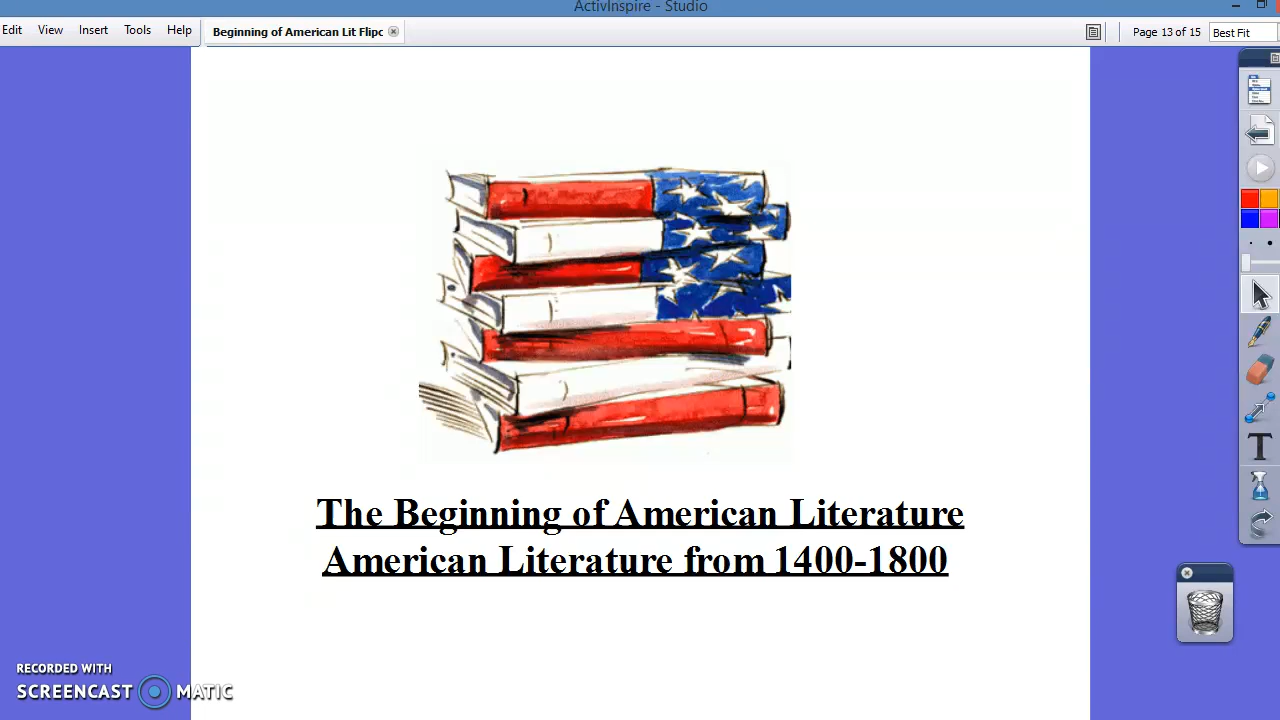 ActivInspire - Studio
Edit View Insert Tools Help
Beginning of American Lit Flipc
Page 13 of 15
Best Fit
The Beginning of American Literature
American Literature from 1400-1800
RECORDED WITH
SCREENCAST MATIC